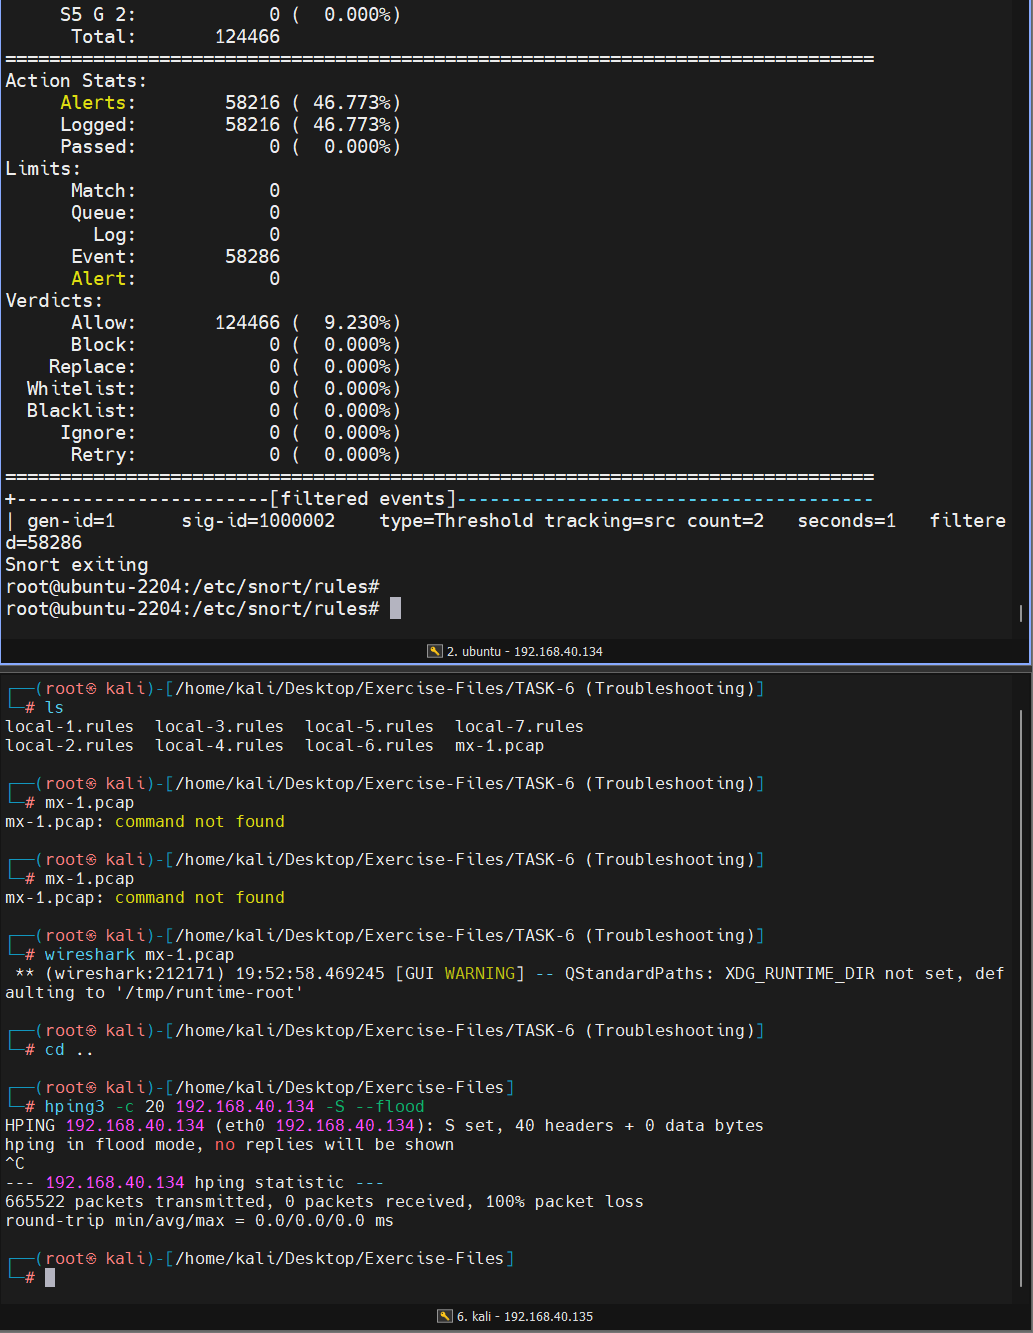 S5 G 2:            0 (  0.000%)
      Total:       124466
===============================================================================
Action Stats:
     Alerts:        58216 ( 46.773%)
     Logged:        58216 ( 46.773%)
     Passed:            0 (  0.000%)
Limits:
      Match:            0
      Queue:            0
        Log:            0
      Event:        58286
      Alert:            0
Verdicts:
      Allow:       124466 (  9.230%)
      Block:            0 (  0.000%)
    Replace:            0 (  0.000%)
  Whitelist:            0 (  0.000%)
  Blacklist:            0 (  0.000%)
     Ignore:            0 (  0.000%)
      Retry:            0 (  0.000%)
===============================================================================
+-----------------------[filtered events]--------------------------------------
| gen-id=1      sig-id=1000002    type=Threshold tracking=src count=2   seconds=1   filtere
d=58286
Snort exiting
root@ubuntu-2204:/etc/snort/rules#
root@ubuntu-2204:/etc/snort/rules#
2. ubuntu - 192.168.40.134
┌──(root㉿ kali)-[/home/kali/Desktop/Exercise-Files/TASK-6 (Troubleshooting)]
└─# ls
local-1.rules  local-3.rules  local-5.rules  local-7.rules
local-2.rules  local-4.rules  local-6.rules  mx-1.pcap
┌──(root㉿ kali)-[/home/kali/Desktop/Exercise-Files/TASK-6 (Troubleshooting)]
└─# mx-1.pcap
mx-1.pcap: command not found
┌──(root㉿ kali)-[/home/kali/Desktop/Exercise-Files/TASK-6 (Troubleshooting)]
└─# mx-1.pcap
mx-1.pcap: command not found
┌──(root㉿ kali)-[/home/kali/Desktop/Exercise-Files/TASK-6 (Troubleshooting)]
└─# wireshark mx-1.pcap
 ** (wireshark:212171) 19:52:58.469245 [GUI WARNING] -- QStandardPaths: XDG_RUNTIME_DIR not set, def
aulting to '/tmp/runtime-root'
┌──(root㉿ kali)-[/home/kali/Desktop/Exercise-Files/TASK-6 (Troubleshooting)]
└─# cd ..
┌──(root㉿ kali)-[/home/kali/Desktop/Exercise-Files]
└─# hping3 -c 20 192.168.40.134 -S --flood
HPING 192.168.40.134 (eth0 192.168.40.134): S set, 40 headers + 0 data bytes
hping in flood mode, no replies will be shown
^C
--- 192.168.40.134 hping statistic ---
665522 packets transmitted, 0 packets received, 100% packet loss
round-trip min/avg/max = 0.0/0.0/0.0 ms
┌──(root㉿ kali)-[/home/kali/Desktop/Exercise-Files]
└─#
6. kali - 192.168.40.135